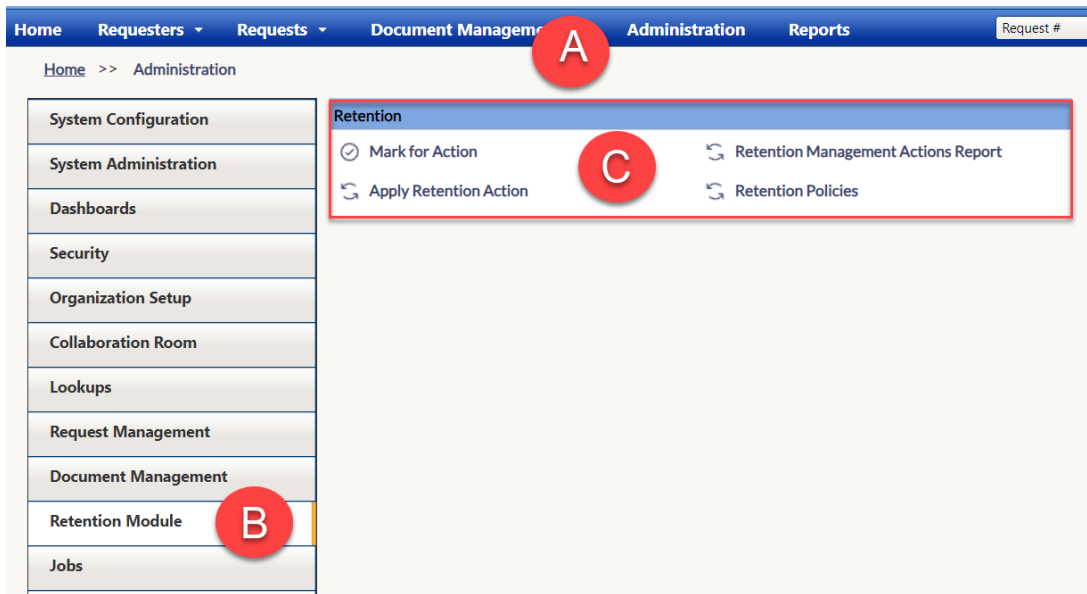 Home Requesters Requests Document Managem Administration Reports Request #
A
Home >> Administration
System Configuration
System Administration
Dashboards
Security
Organization Setup
Collaboration Room
Lookups
Request Management
Document Management
Retention Module
B
Jobs
Retention
Mark for Action
C
Retention Management Actions Report
Apply Retention Action
Retention Policies